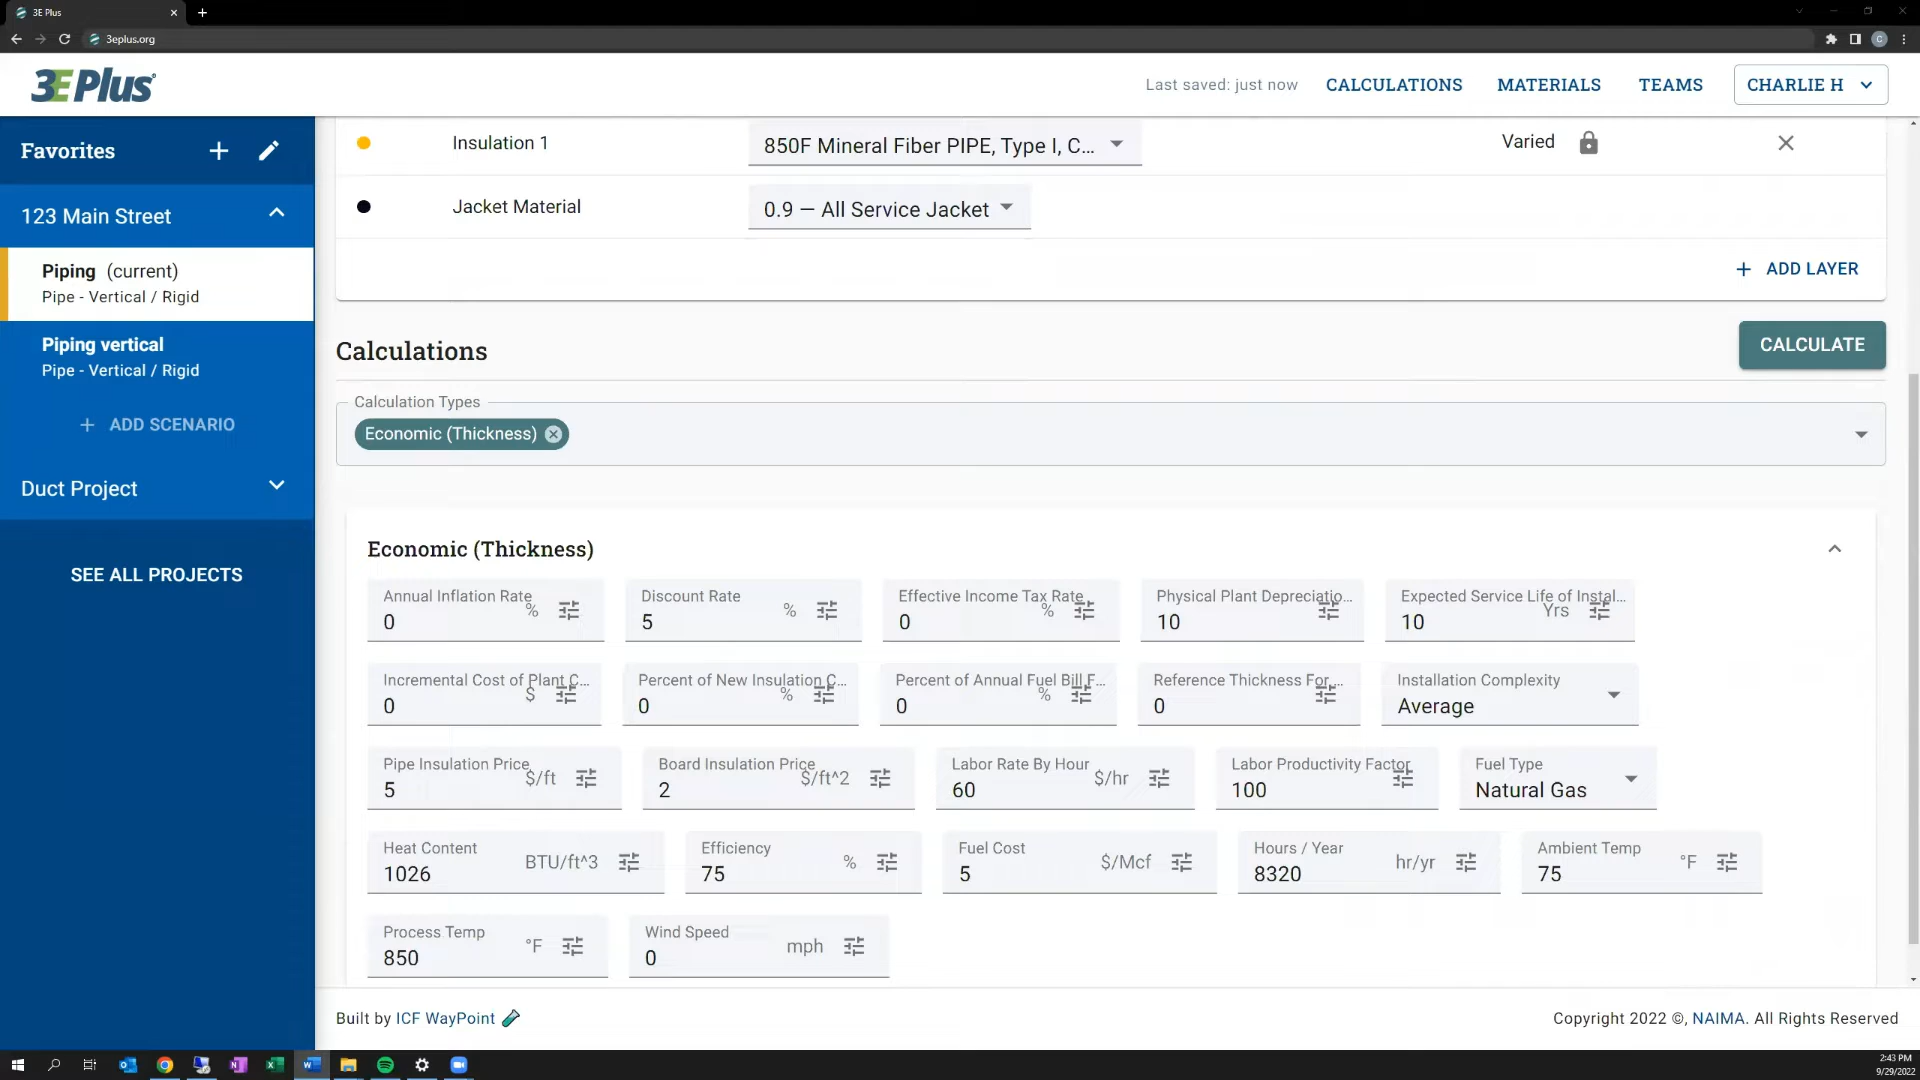 3E Plus
3eplus.org
3E Plus
Last saved: just now
CALCULATIONS
MATERIALS
TEAMS
CHARLIE H
Favorites
123 Main Street
Piping (current)
Pipe - Vertical / Rigid
Piping vertical
Pipe - Vertical / Rigid
+ ADD SCENARIO
Duct Project
SEE ALL PROJECTS
Insulation 1
850F Mineral Fiber PIPE, Type I, C...
Varied
Jacket Material
0.9 — All Service Jacket
+ ADD LAYER
Calculations
CALCULATE
Calculation Types
Economic (Thickness)
Economic (Thickness)
Annual Inflation Rate
0 %
Discount Rate
5 %
Effective Income Tax Rate
0 %
Physical Plant Depreciatio...
10
Expected Service Life of Instal...
10 Yrs
Incremental Cost of Plant C...
0 $
Percent of New Insulation C...
0 %
Percent of Annual Fuel Bill F...
0 %
Reference Thickness For...
0
Installation Complexity
Average
Pipe Insulation Price
5 $/ft
Board Insulation Price
2 $/ft^2
Labor Rate By Hour
60 $/hr
Labor Productivity Factor
100
Fuel Type
Natural Gas
Heat Content
1026 BTU/ft^3
Efficiency
75 %
Fuel Cost
5 $/Mcf
Hours / Year
8320 hr/yr
Ambient Temp
75 °F
Process Temp
850 °F
Wind Speed
0 mph
Built by ICF WayPoint
Copyright 2022 ©, NAIMA. All Rights Reserved
2:43 PM
9/29/2022